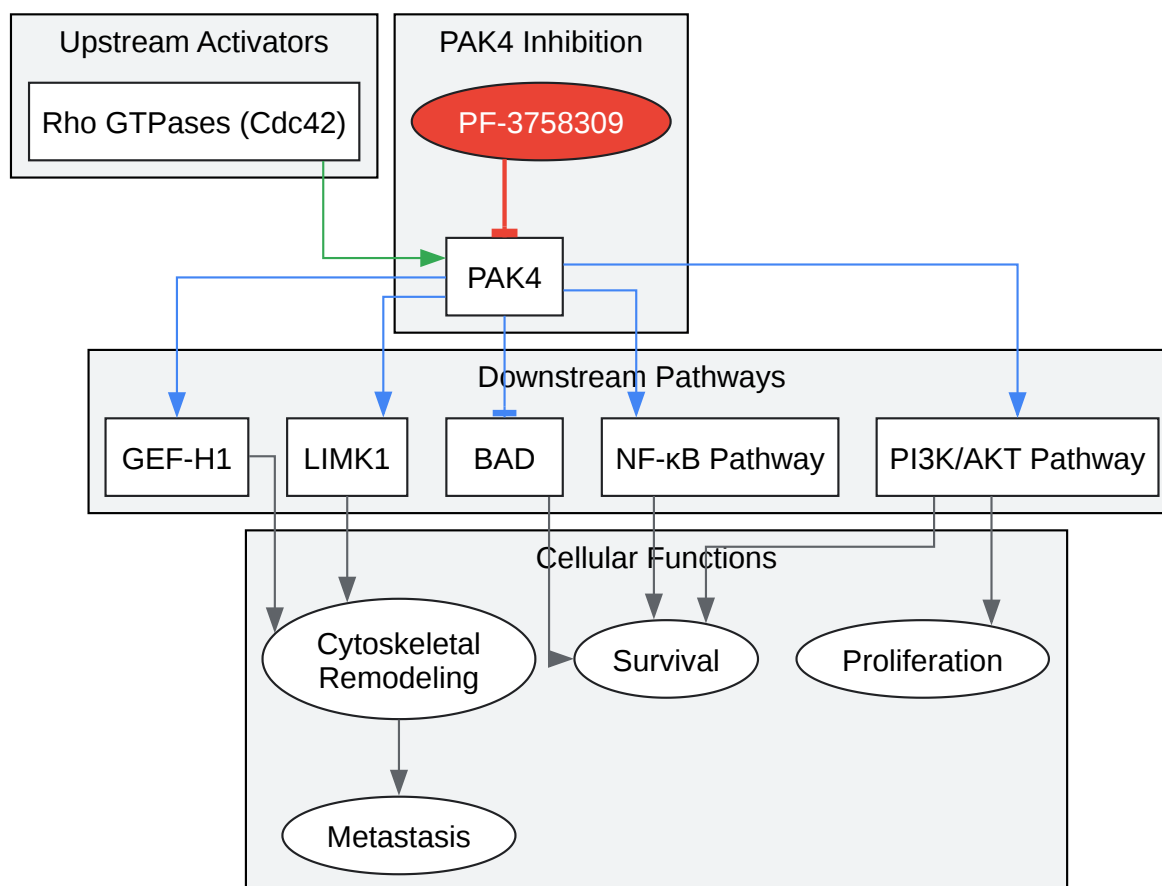 Upstream Activators
PAK4 Inhibition
Rho GTPases (Cdc42)
PF-3758309
PAK4
Downstream Pathways
GEF-H1
LIMK1
BAD
NF-κB Pathway
PI3K/AKT Pathway
Cellular Functions
Cytoskeletal
Remodeling
Survival
Proliferation
Metastasis